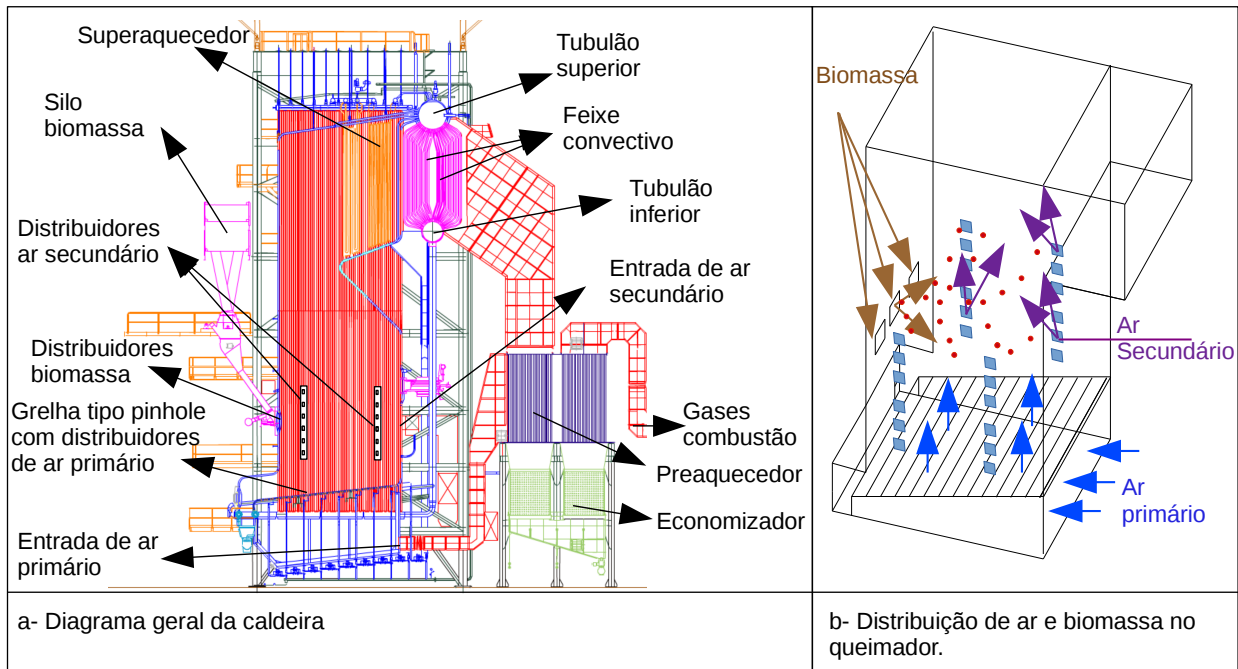 Superaquecedor
Silo
biomassa
Distribuidores
ar secundário
Distribuidores
biomassa
Grelha tipo pinhole
com distribuidores
de ar primário
Entrada de ar
primário
Tubulão
superior
Feixe
convectivo
Tubulão
inferior
Entrada de ar
secundário
Gases
combustão
Preaquecedor
Economizador
a- Diagrama geral da caldeira
Biomassa
Ar
Secundário
Ar
primário
b- Distribuição de ar e biomassa no
queimador.